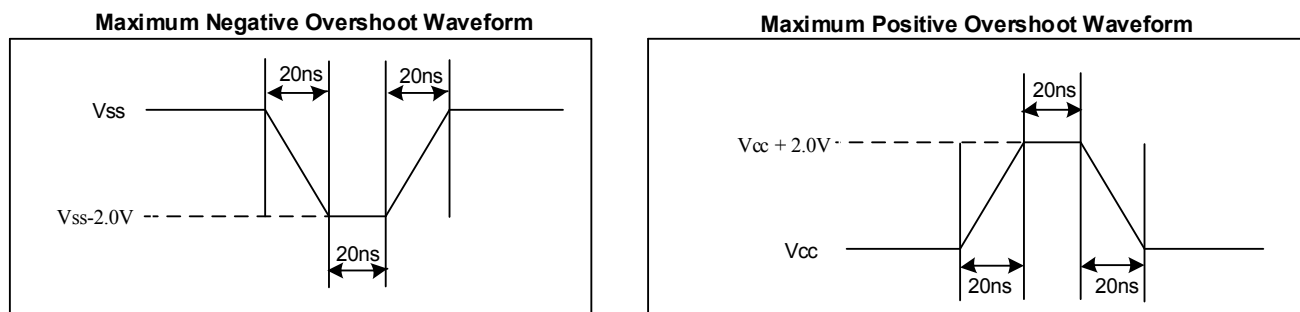 Maximum Negative Overshoot Waveform
20ns
20ns
Vss
Vss-2.0V
20ns
Maximum Positive Overshoot Waveform
20ns
Vcc + 2.0V
Vcc
20ns
20ns